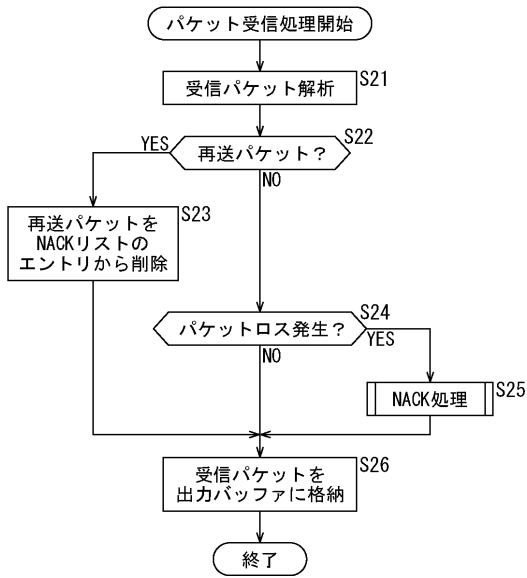 パケット受信処理開始
受信パケット解析
S21
再送パケット?
S22
YES
NO
再送パケットを
NACKリストの
エントリから削除
S23
パケットロス発生?
S24
YES
NO
NACK処理
S25
受信パケットを
出力バッファに格納
S26
終了